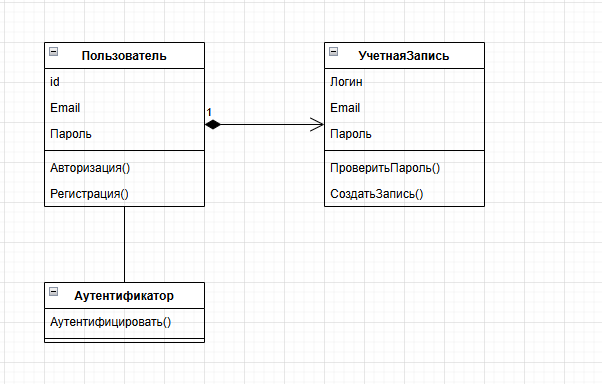 Пользователь
id
Email
Пароль
Авторизация()
Регистрация()
1
УчетнаяЗапись
Логин
Email
Пароль
ПроверитьПароль()
СоздатьЗапись()
Аутентификатор
Аутентифицировать()